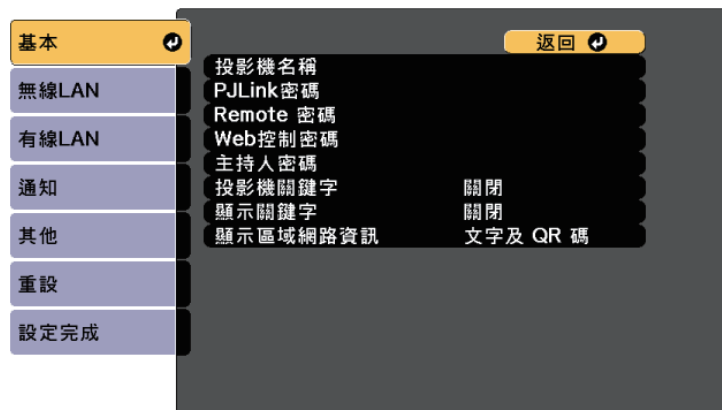 基本
無線LAN
有線LAN
通知
其他
重設
設定完成
返回
投影機名稱
PJLink密碼
Remote 密碼
Web控制密碼
主持人密碼
投影機關鍵字 關閉
顯示關鍵字 關閉
顯示區域網路資訊 文字及 QR 碼